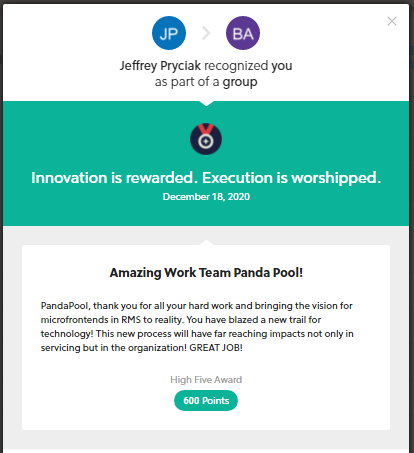 JP BA
Jeffrey Pryciak recognized you
as part of a group
Innovation is rewarded. Execution is worshipped.
December 18, 2020
Amazing Work Team Panda Pool!
PandaPool, thank you for all your hard work and bringing the vision for
microfrontends in RMS to reality. You have blazed a new trail for
technology! This new process will have far reaching impacts not only in
servicing but in the organization! GREAT JOB!
High Five Award
600 Points